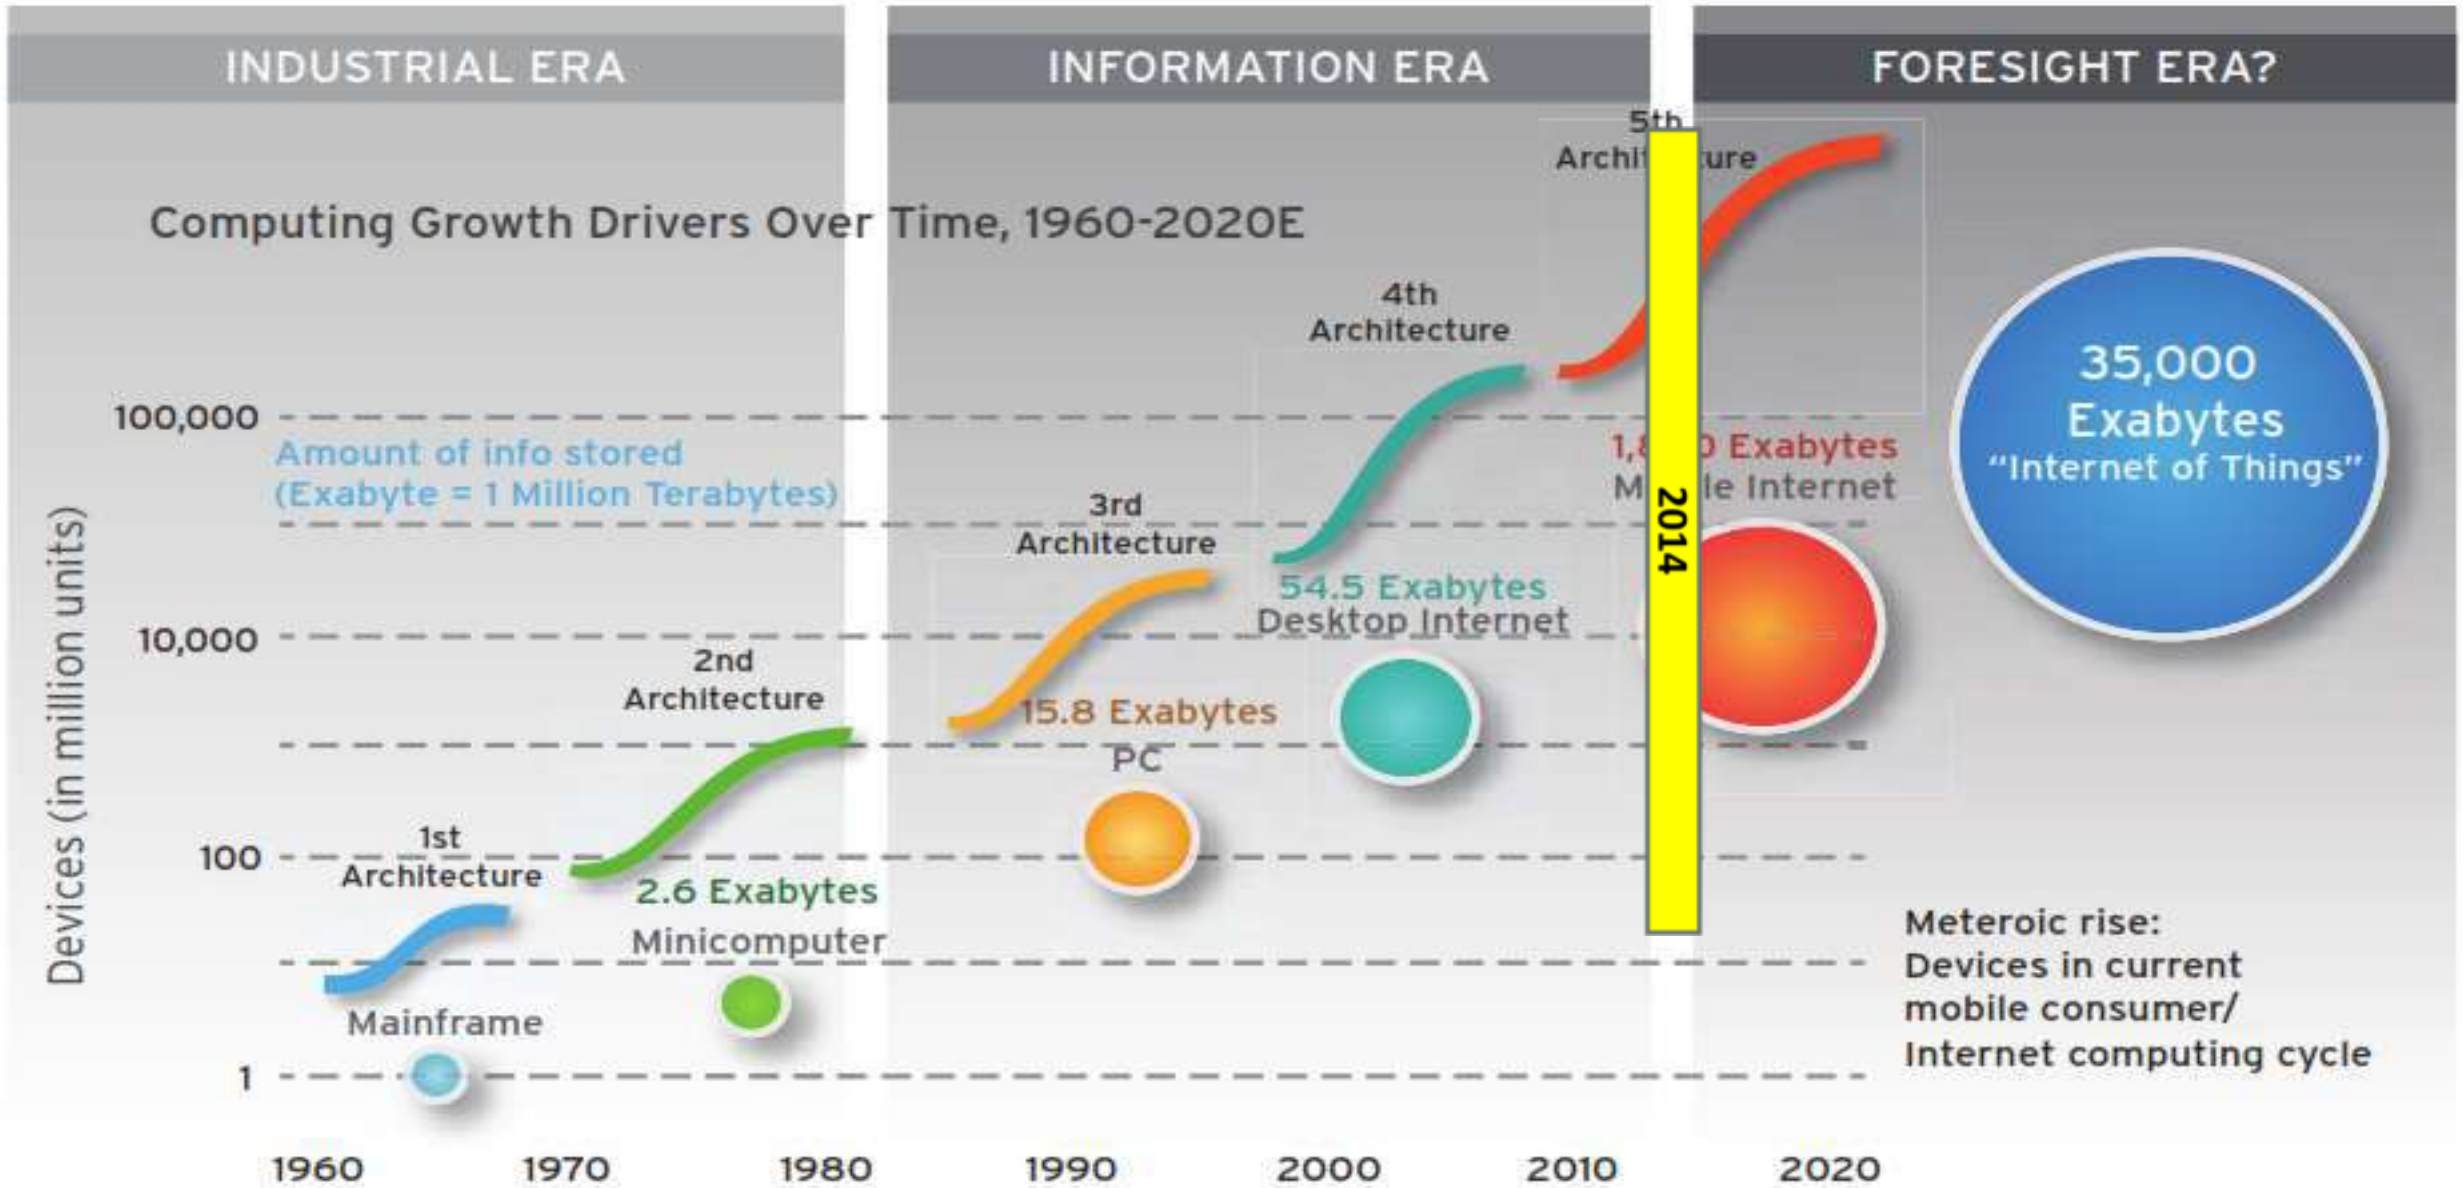 INDUSTRIAL ERA
INFORMATION ERA
FORESIGHT ERA?
Computing Growth Drivers Over Time, 1960-2020E
5th
4th
Architecture
100,000
Amount of info stored
(Exabyte = 1 Million Terabytes)
3rd
Architecture
54.5 Exabytes
Desktop Internet
Exabytes
Internet
2014
35,000
Exabytes
“Internet of Things”
10,000
2nd
Architecture
15.8 Exabytes
PC
Devices (in million units)
100
1st
Architecture
2.6 Exabytes
Minicomputer
Mainframe
1
Meteroic rise:
Devices in current
mobile consumer/
Internet computing cycle
1960
1970
1980
1990
2000
2010
2020